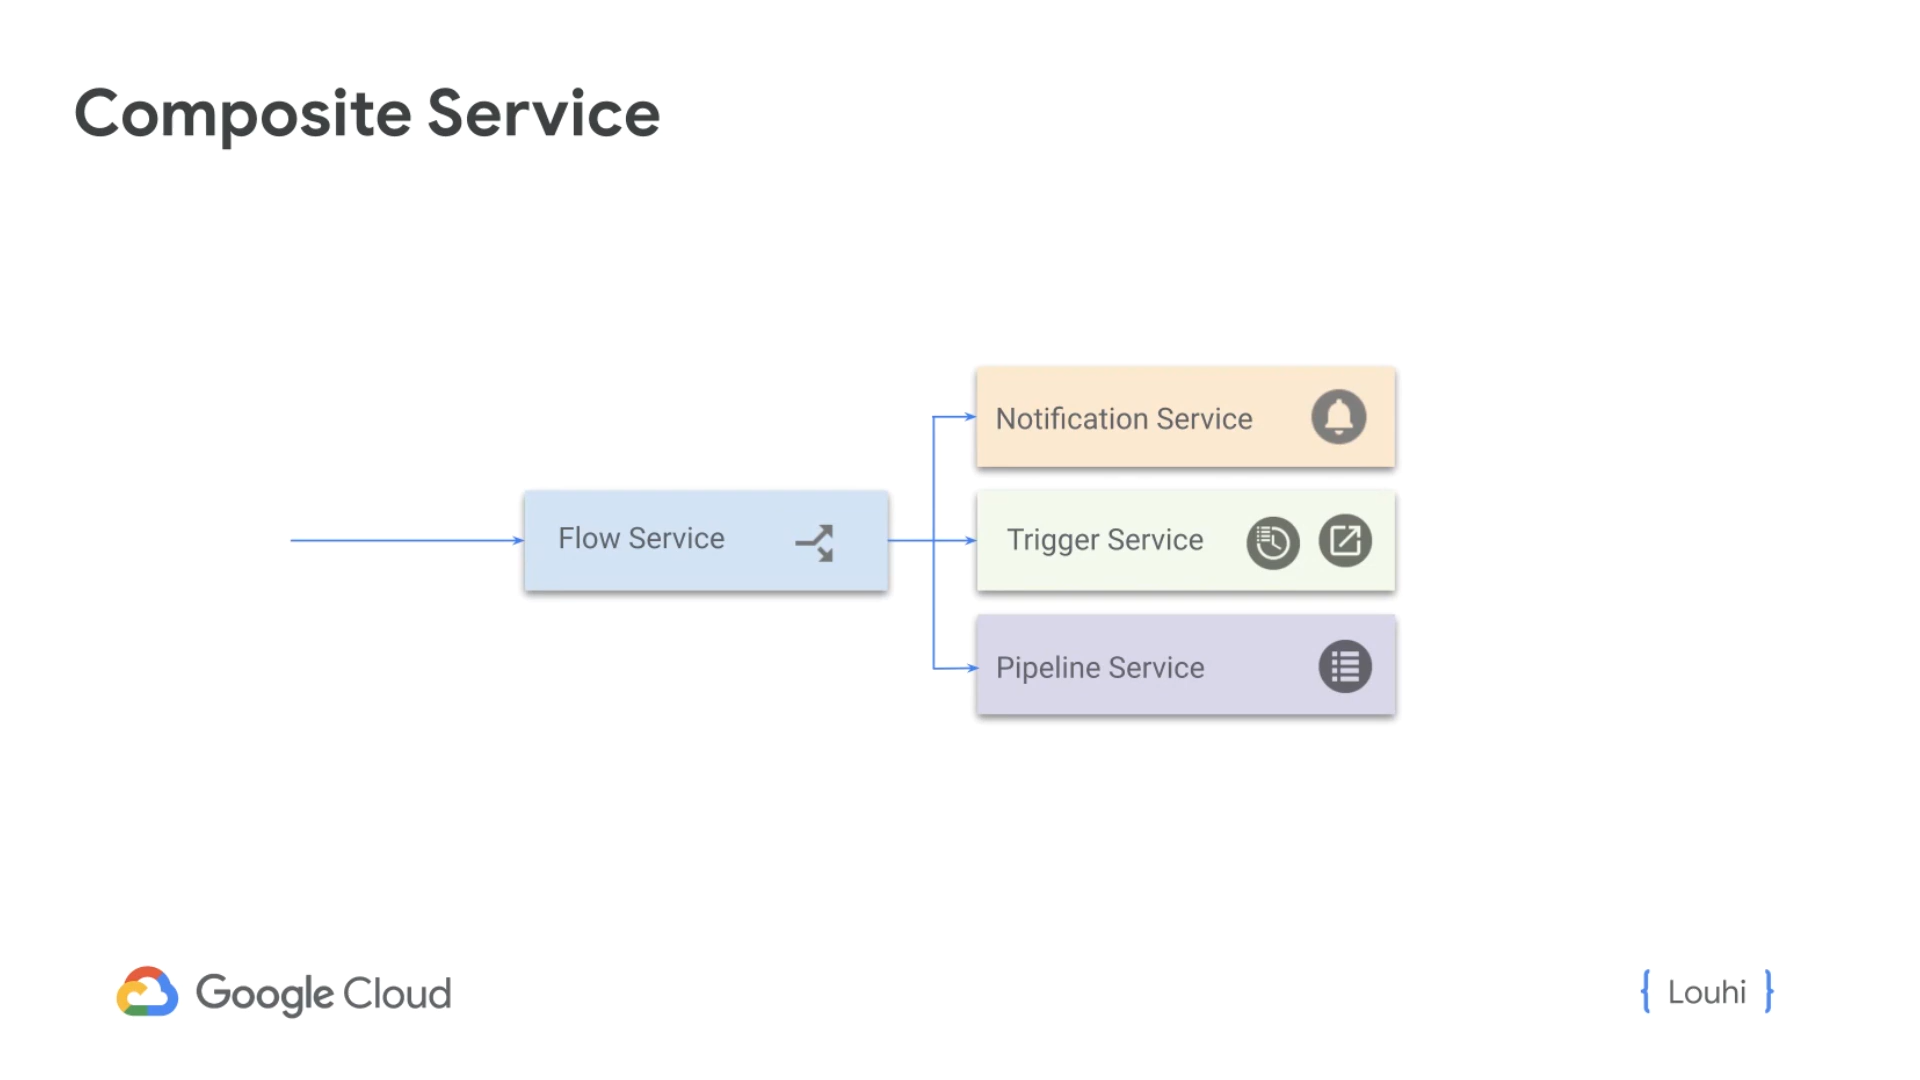 Composite Service
Notification Service
Flow Service
Trigger Service
Pipeline Service
Google Cloud
{ Louhi }